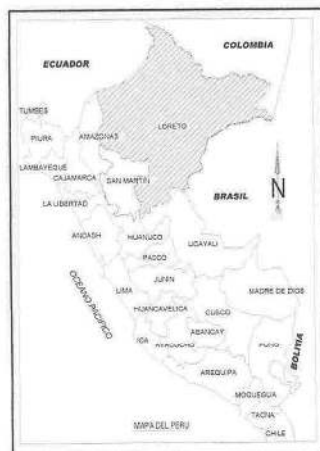 COLOMBIA
ECUADOR
TUMBES
PIURA
AMAZONAS
LORETO
LAMBAYEQUE
CAJAMARCA
SAN MARTIN
BRASIL
N
LA LIBERTAD
ANCASH
HUANUCO
UCAYALI
PASCO
OCEANO PACIFICO
JUNIN
LIMA
MADRE DE DIOS
HUANCAVELICA
CUSCO
ABANCAY
ICA
AYACUCHO
PUNO
BOLIVIA
AREQUIPA
MOQUEGUA
TACNA
MAPA DEL PERU
CHILE